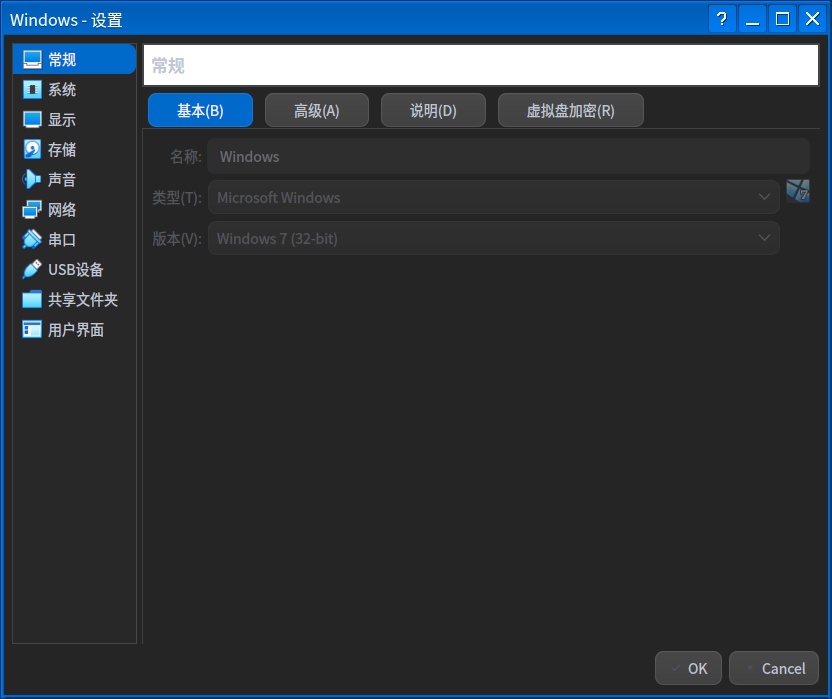 Windows - 设置
常规
系统
显示
存储
声音
网络
串口
USB设备
共享文件夹
用户界面
常规
基本(B) 高级(A) 说明(D) 虚拟盘加密(R)
名称: Windows
类型(T): Microsoft Windows
7
版本(V): Windows 7 (32-bit)
OK Cancel